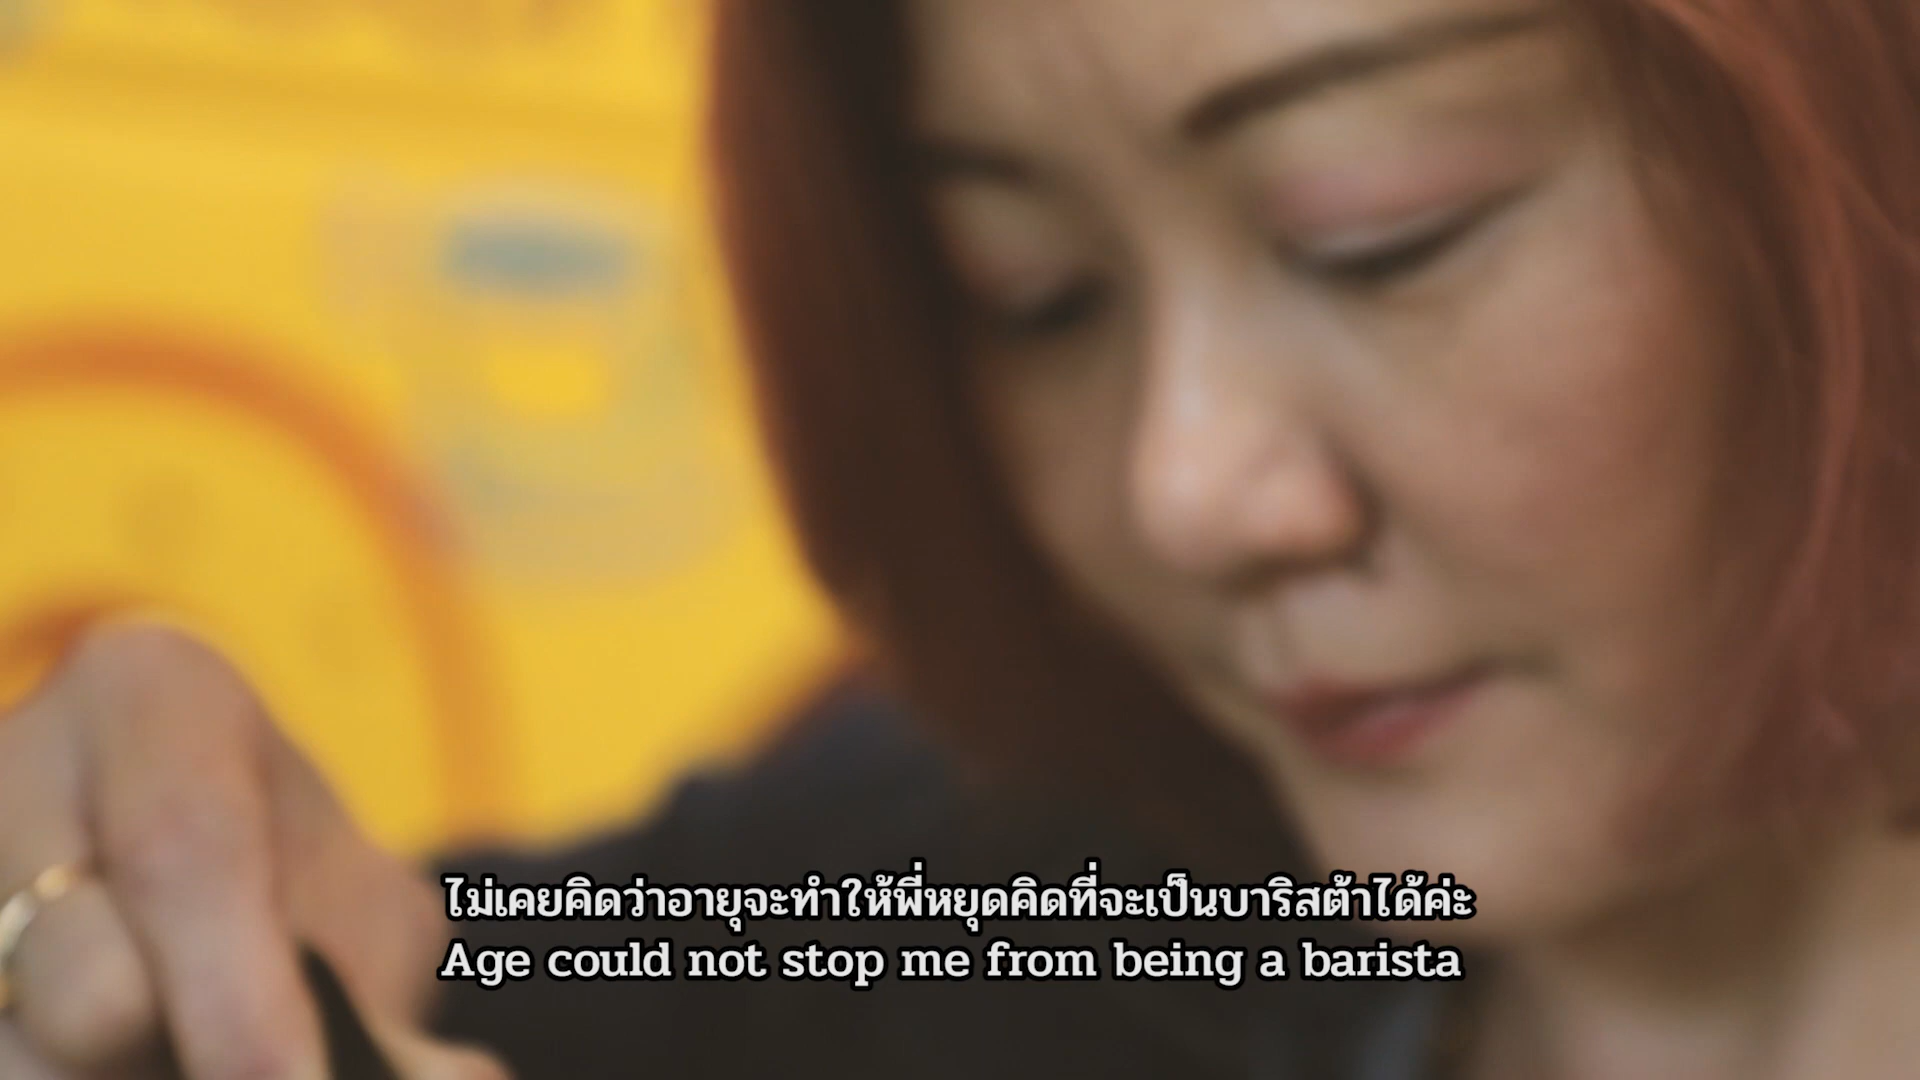 ไม่เคยคิดว่าอายุจะทำให้พี่หยุดคิดที่จะเป็นบาริสต้าได้ค่ะ
Age could not stop me from being a barista